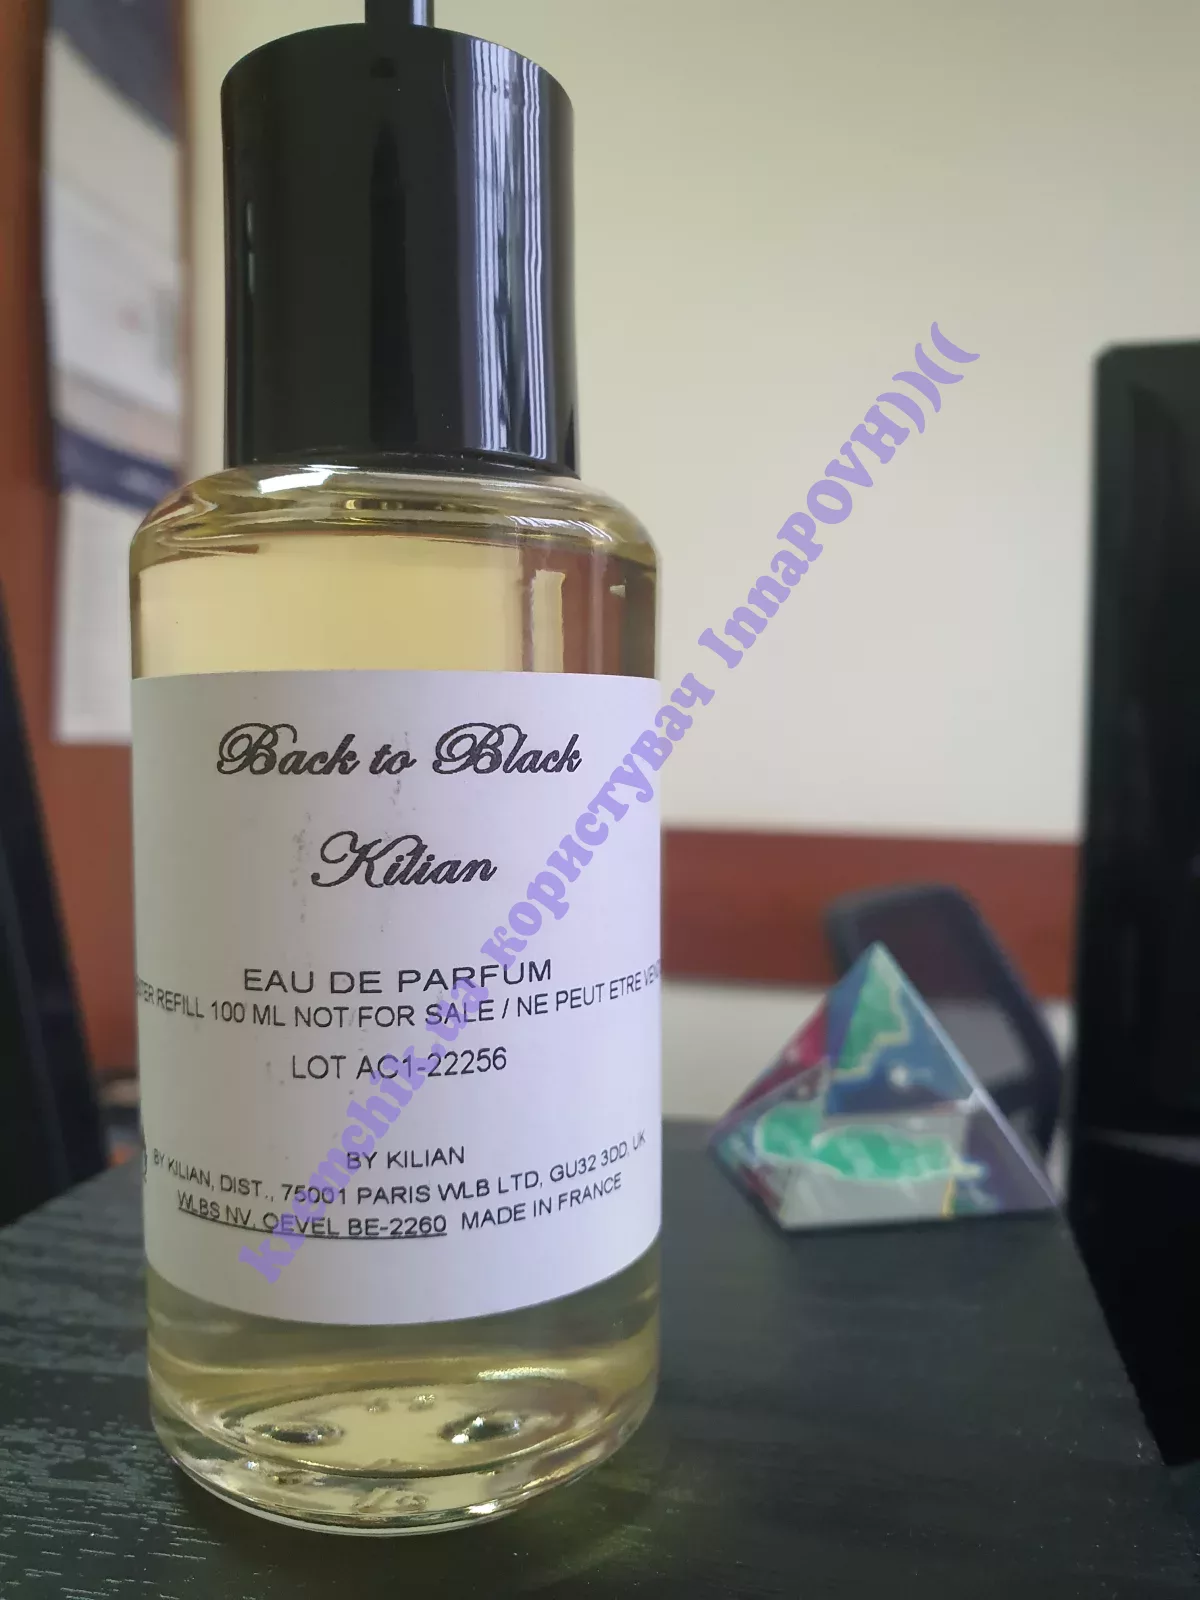 Back to Black
Kilian
EAU DE PARFUM
REFILL 100 ML NOT FOR SALE / NE PEUT ETRE
LOT AC1-22256
BY KILIAN
BY KILIAN, DIST., 75001 PARIS WLB LTD, GU32 3DD, UK
WLBS NV, OEVEL BE-2260 MADE IN FRANCE
kremchik.ua користувач InnaPOVH))((